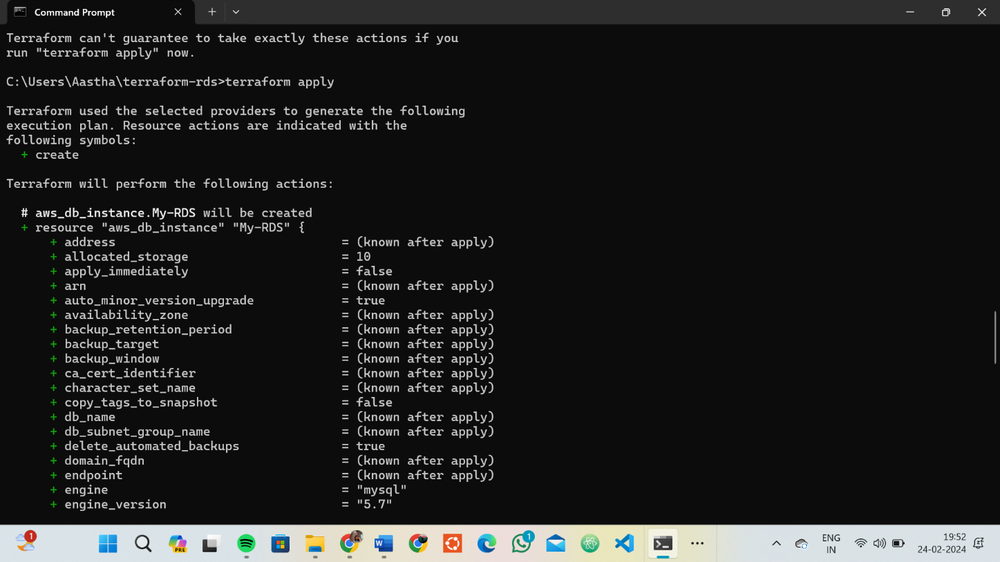 Command Prompt
Terraform can't guarantee to take exactly these actions if you
run "terraform apply" now.
C:\Users\Aastha\terraform-rds>terraform apply
Terraform used the selected providers to generate the following
execution plan. Resource actions are indicated with the
following symbols:
+ create
Terraform will perform the following actions:
# aws_db_instance.My-RDS will be created
+ resource "aws_db_instance" "My-RDS" {
+ address = (known after apply)
+ allocated_storage = 10
+ apply_immediately = false
+ arn = (known after apply)
+ auto_minor_version_upgrade = true
+ availability_zone = (known after apply)
+ backup_retention_period = (known after apply)
+ backup_target = (known after apply)
+ backup_window = (known after apply)
+ ca_cert_identifier = (known after apply)
+ character_set_name = (known after apply)
+ copy_tags_to_snapshot = false
+ db_name = (known after apply)
+ db_subnet_group_name = (known after apply)
+ delete_automated_backups = true
+ domain_fqdn = (known after apply)
+ endpoint = (known after apply)
+ engine = "mysql"
+ engine_version = "5.7"
1
PRE
1
ENG
IN
19:52
24-02-2024